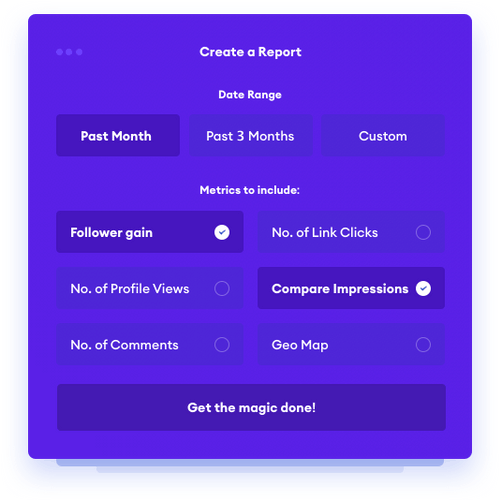 Create a Report
Date Range
Past Month Past 3 Months Custom
Metrics to include:
Follower gain No. of Link Clicks
No. of Profile Views Compare Impressions
No. of Comments Geo Map
Get the magic done!